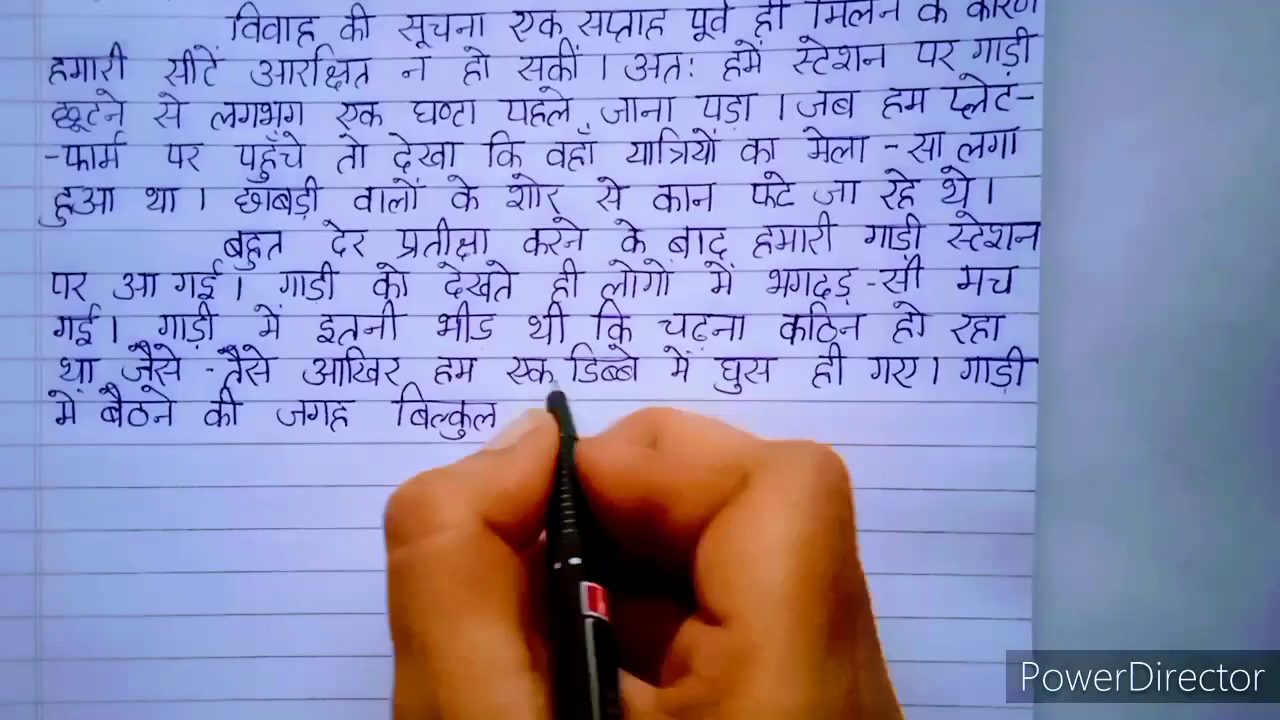 विवाह की सूचना एक सप्ताह पूर्व ही मिलने के कारण
हमारी सीटें आरक्षित न हो सकीं । अतः हमें स्टेशन पर गाड़ी
छूटने से लगभग एक घण्टा पहले जाना पड़ा । जब हम प्लेट-
-फार्म पर पहुँचे तो देखा कि वहाँ यात्रियों का मेला - सा लगा
हुआ था । छाबड़ी वालों के शोर से कान फटे जा रहे थे ।
बहुत देर प्रतीक्षा करने के बाद हमारी गाड़ी स्टेशन
पर आ गई । गाडी को देखते ही लोगों में भगदड़ -सी मच
गई । गाड़ी में इतनी भीड थी कि चढ़ना कठिन हो रहा
था जैसे -तैसे आखिर हम एक डिब्बे में घुस ही गए । गाड़ी
में बैठने की जगह बिल्कुल
PowerDirector